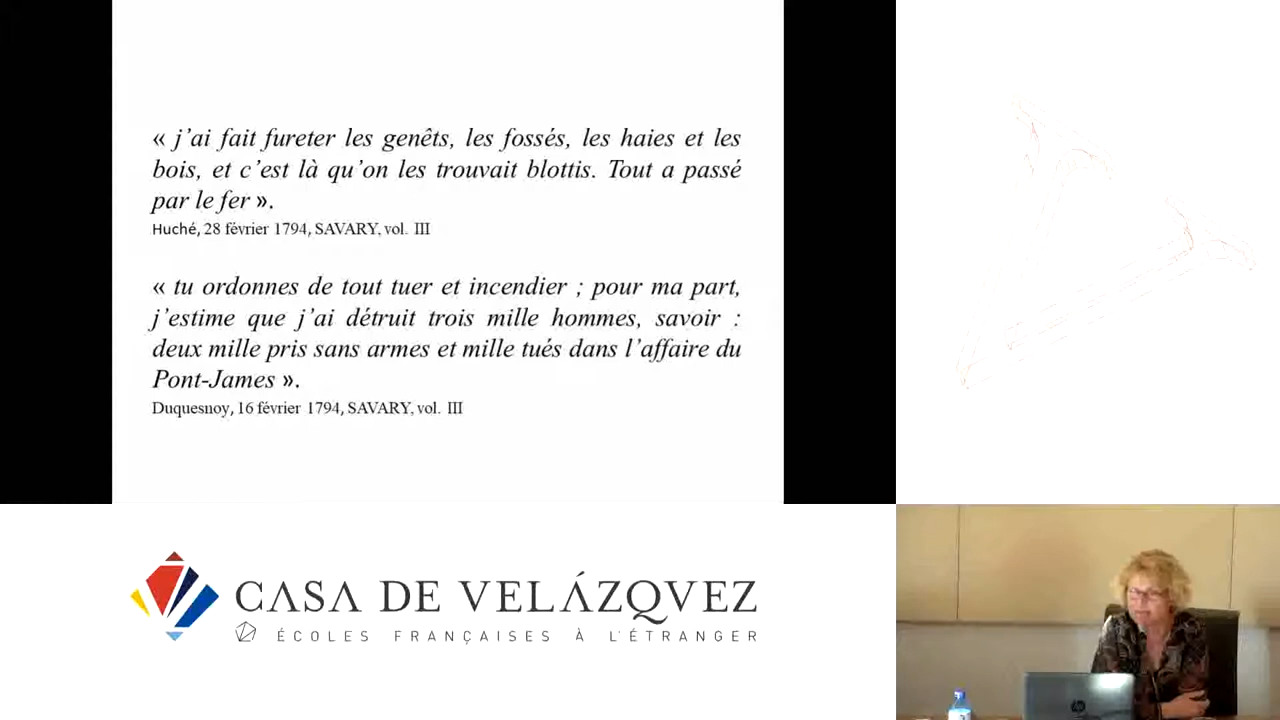 « j’ai fait fureter les genêts, les fossés, les haies et les
bois, et c’est là qu’on les trouvait blottis. Tout a passé
par le fer ».
Huché, 28 février 1794, SAVARY, vol. III
« tu ordonnes de tout tuer et incendier ; pour ma part,
j’estime que j’ai détruit trois mille hommes, savoir :
deux mille pris sans armes et mille tués dans l’affaire du
Pont-James ».
Duquesnoy, 16 février 1794, SAVARY, vol. III
CASA DE VELÁZQVEZ
ÉCOLES FRANÇAISES À L'ÉTRANGER
hp